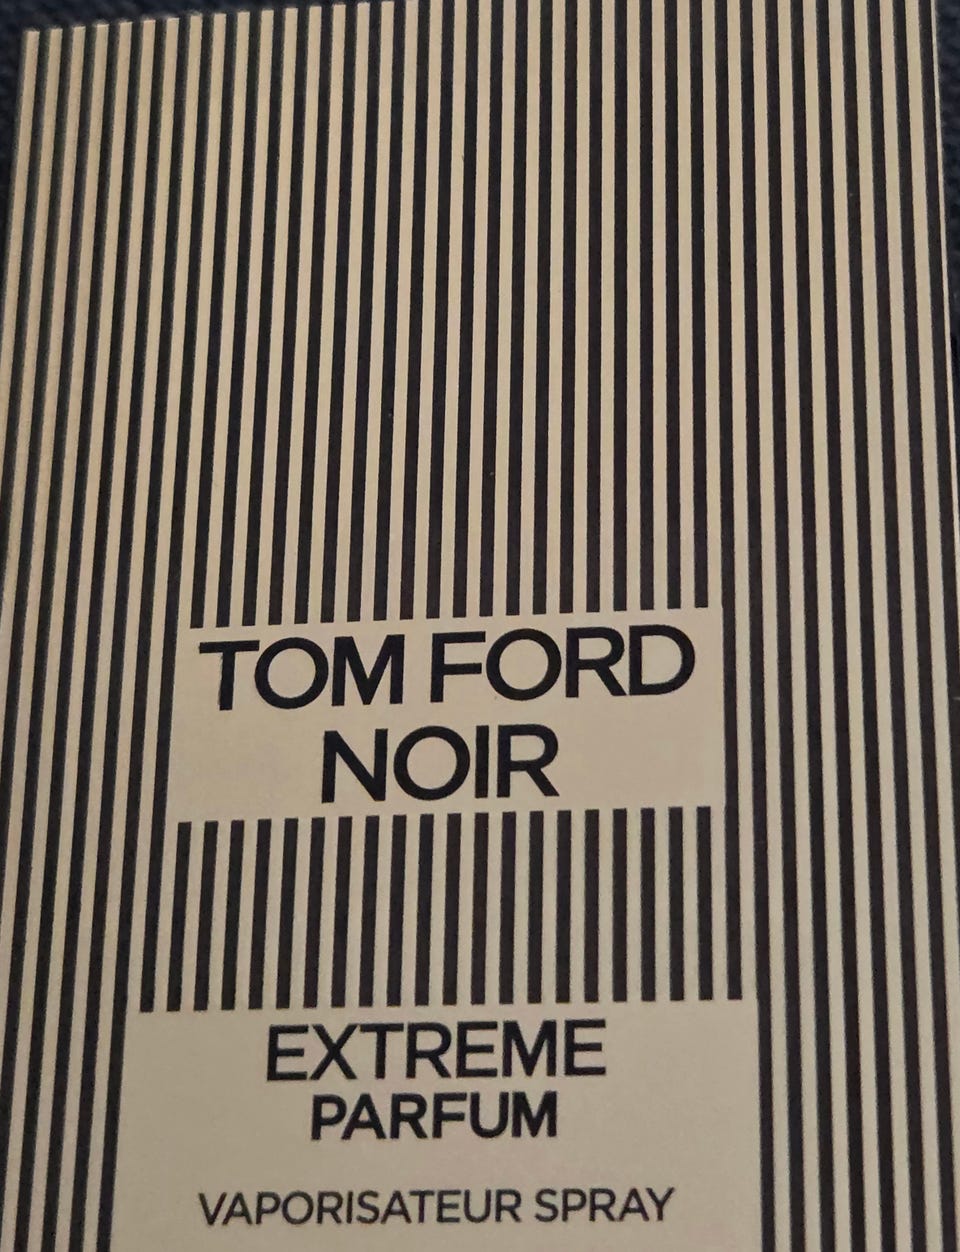 TOM FORD
NOIR
EXTREME
PARFUM
VAPORISATEUR SPRAY